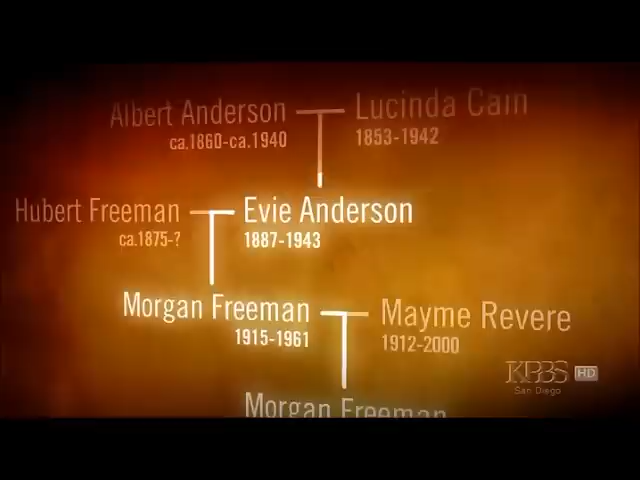 Albert Anderson
ca.1860-ca.1940
Lucinda Cain
1853-1942
Hubert Freeman
ca.1875-?
Evie Anderson
1887-1943
Morgan Freeman
1915-1961
Mayme Revere
1912-2000
KPBS HD
San Diego
Morgan Freeman